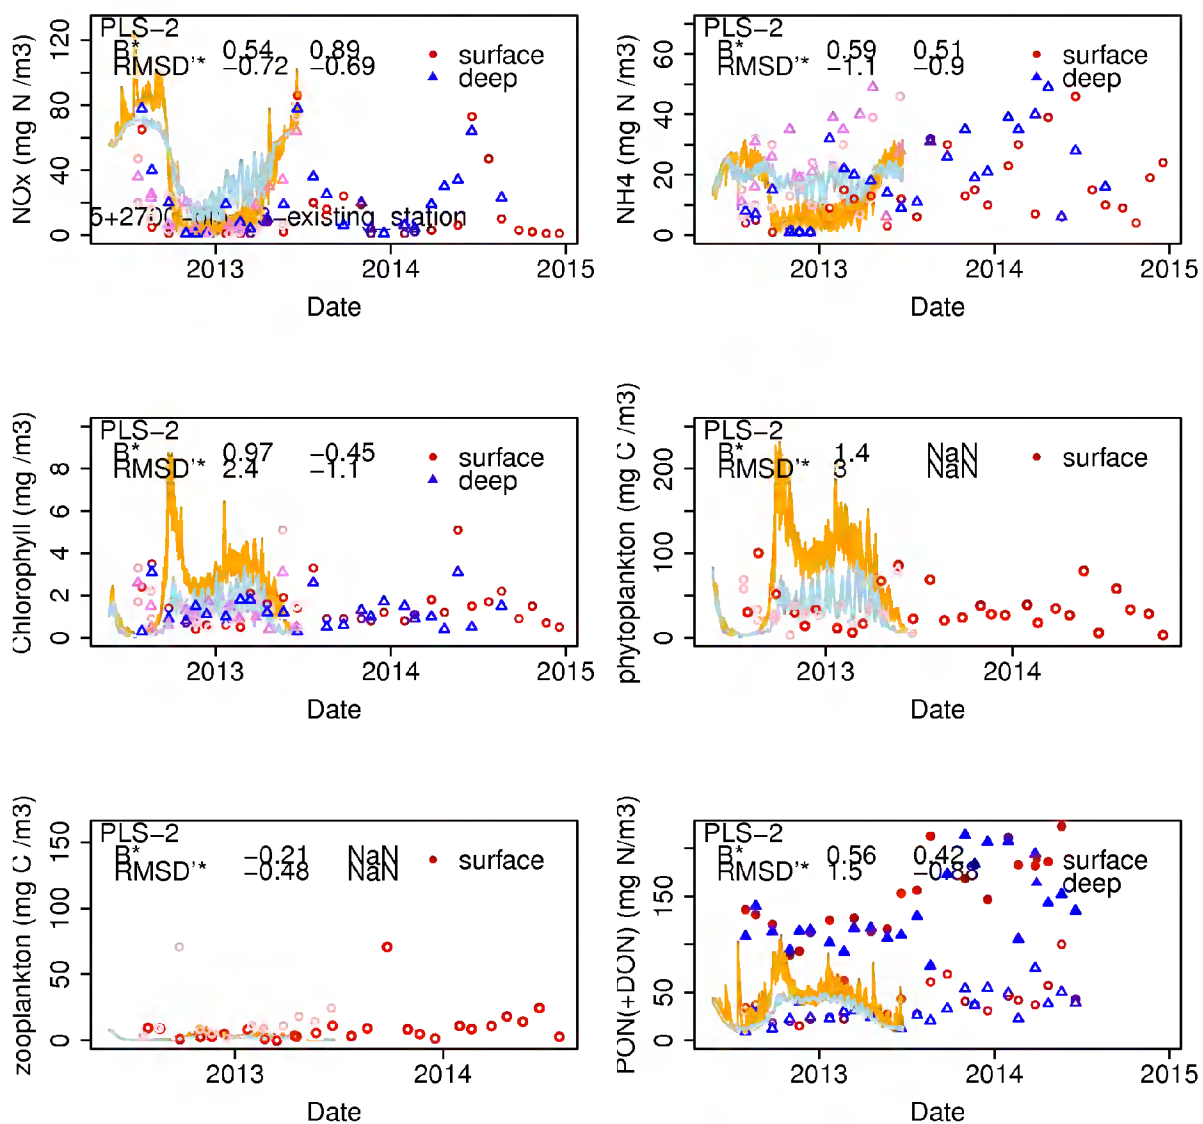 PLS-2
B* 0.54 0.89
RMSD'* -0.72 -0.69
surface
deep
NOx (mg N /m3)
0 40 80 120
-existing_station
2013 2014 2015
Date
PLS-2
B* 0.59 0.51
RMSD'* -1.1 -0.9
surface
deep
NH4 (mg N /m3)
0 20 40 60
2013 2014 2015
Date
PLS-2
B* 0.97 -0.45
RMSD'* 2.4 -1.1
surface
deep
Chlorophyll (mg /m3)
0 2 4 6 8
2013 2014 2015
Date
PLS-2
B* 1.4 NaN
RMSD'* 3 NaN
surface
phytoplankton (mg C /m3)
0 100 200
2013 2014
Date
PLS-2
B* -0.21 NaN
RMSD'* -0.48 NaN
surface
zooplankton (mg C /m3)
0 50 100 150
2013 2014
Date
PLS-2
B* 0.56 0.42
RMSD'* 1.5
surface
deep
PON(+DON) (mg N/m3)
0 50 150
2013 2014 2015
Date